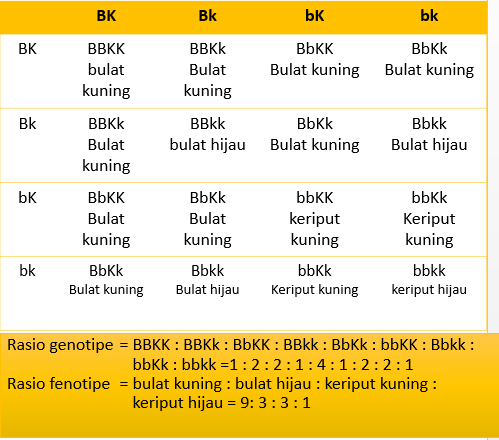 BK Bk bK bk
BK BBKK BBKk BbKK BbKk
bulat Bulat Bulat kuning Bulat kuning
kuning kuning
Bk BBKk BBkk BbKk Bbkk
Bulat bulat hijau Bulat kuning Bulat hijau
kuning
bK BbKK BbKk bbKK bbKk
Bulat Bulat keriput Keriput
kuning kuning kuning kuning
bk BbKk Bbkk bbKk bbkk
Bulat kuning Bulat hijau Keriput kuning keriput hijau
Rasio genotipe = BBKK : BBKk : BbKK : BBkk : BbKk : bbKK : Bbkk :
bbKk : bbkk =1 : 2 : 2 : 1 : 4 : 1 : 2 : 2 : 1
Rasio fenotipe = bulat kuning : bulat hijau : keriput kuning :
keriput hijau = 9: 3 : 3 : 1